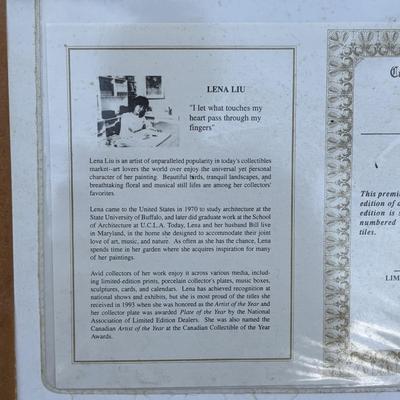 LENA LIU
"I let what touches my
heart pass through my
fingers"
Lena Liu is an artist of unparalleled popularity in today's collectibles
market--art lovers the world over enjoy the universal yet personal
character of her painting. Beautiful birds, tranquil landscapes, and
breathtaking floral and musical still lifes are among her collectors'
favorites.
Lena came to the United States in 1970 to study architecture at the
State University of Buffalo, and later did graduate work at the School
of Architecture at U.C.L.A. Today, Lena and her husband Bill live
in Maryland, in the home she designed to accommodate their joint
love of art, music, and nature. As often as she has the chance, Lena
spends time in her garden where she acquires inspiration for many
of her paintings.
Avid collectors of her work enjoy it across various media, includ-
ing limited-edition prints, porcelain collector's plates, music boxes,
sculptures, cards, and calendars. Lena has achieved recognition at
national shows and exhibits, but she is most proud of the titles she
received in 1993 when she was honored as the Artist of the Year and
her collector plate was awarded Plate of the Year by the National
Association of Limited Edition Dealers. She was also named the
Canadian Artist of the Year at the Canadian Collectible of the Year
Awards.
This premi
edition of a
edition is
numbered
tiles.
LIM